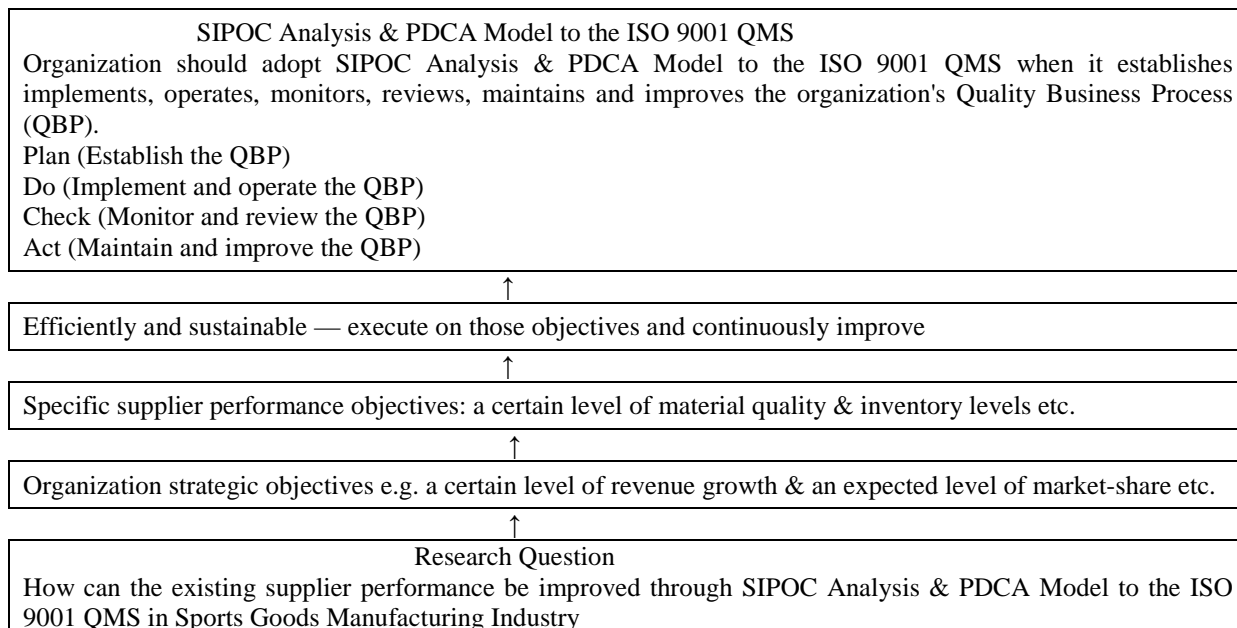 SIPOC Analysis & PDCA Model to the ISO 9001 QMS
Organization should adopt SIPOC Analysis & PDCA Model to the ISO 9001 QMS when it establishes
implements, operates, monitors, reviews, maintains and improves the organization's Quality Business Process
(QBP).
Plan (Establish the QBP)
Do (Implement and operate the QBP)
Check (Monitor and review the QBP)
Act (Maintain and improve the QBP)
↑
Efficiently and sustainable — execute on those objectives and continuously improve
↑
Specific supplier performance objectives: a certain level of material quality & inventory levels etc.
↑
Organization strategic objectives e.g. a certain level of revenue growth & an expected level of market-share etc.
↑
Research Question
How can the existing supplier performance be improved through SIPOC Analysis & PDCA Model to the ISO
9001 QMS in Sports Goods Manufacturing Industry